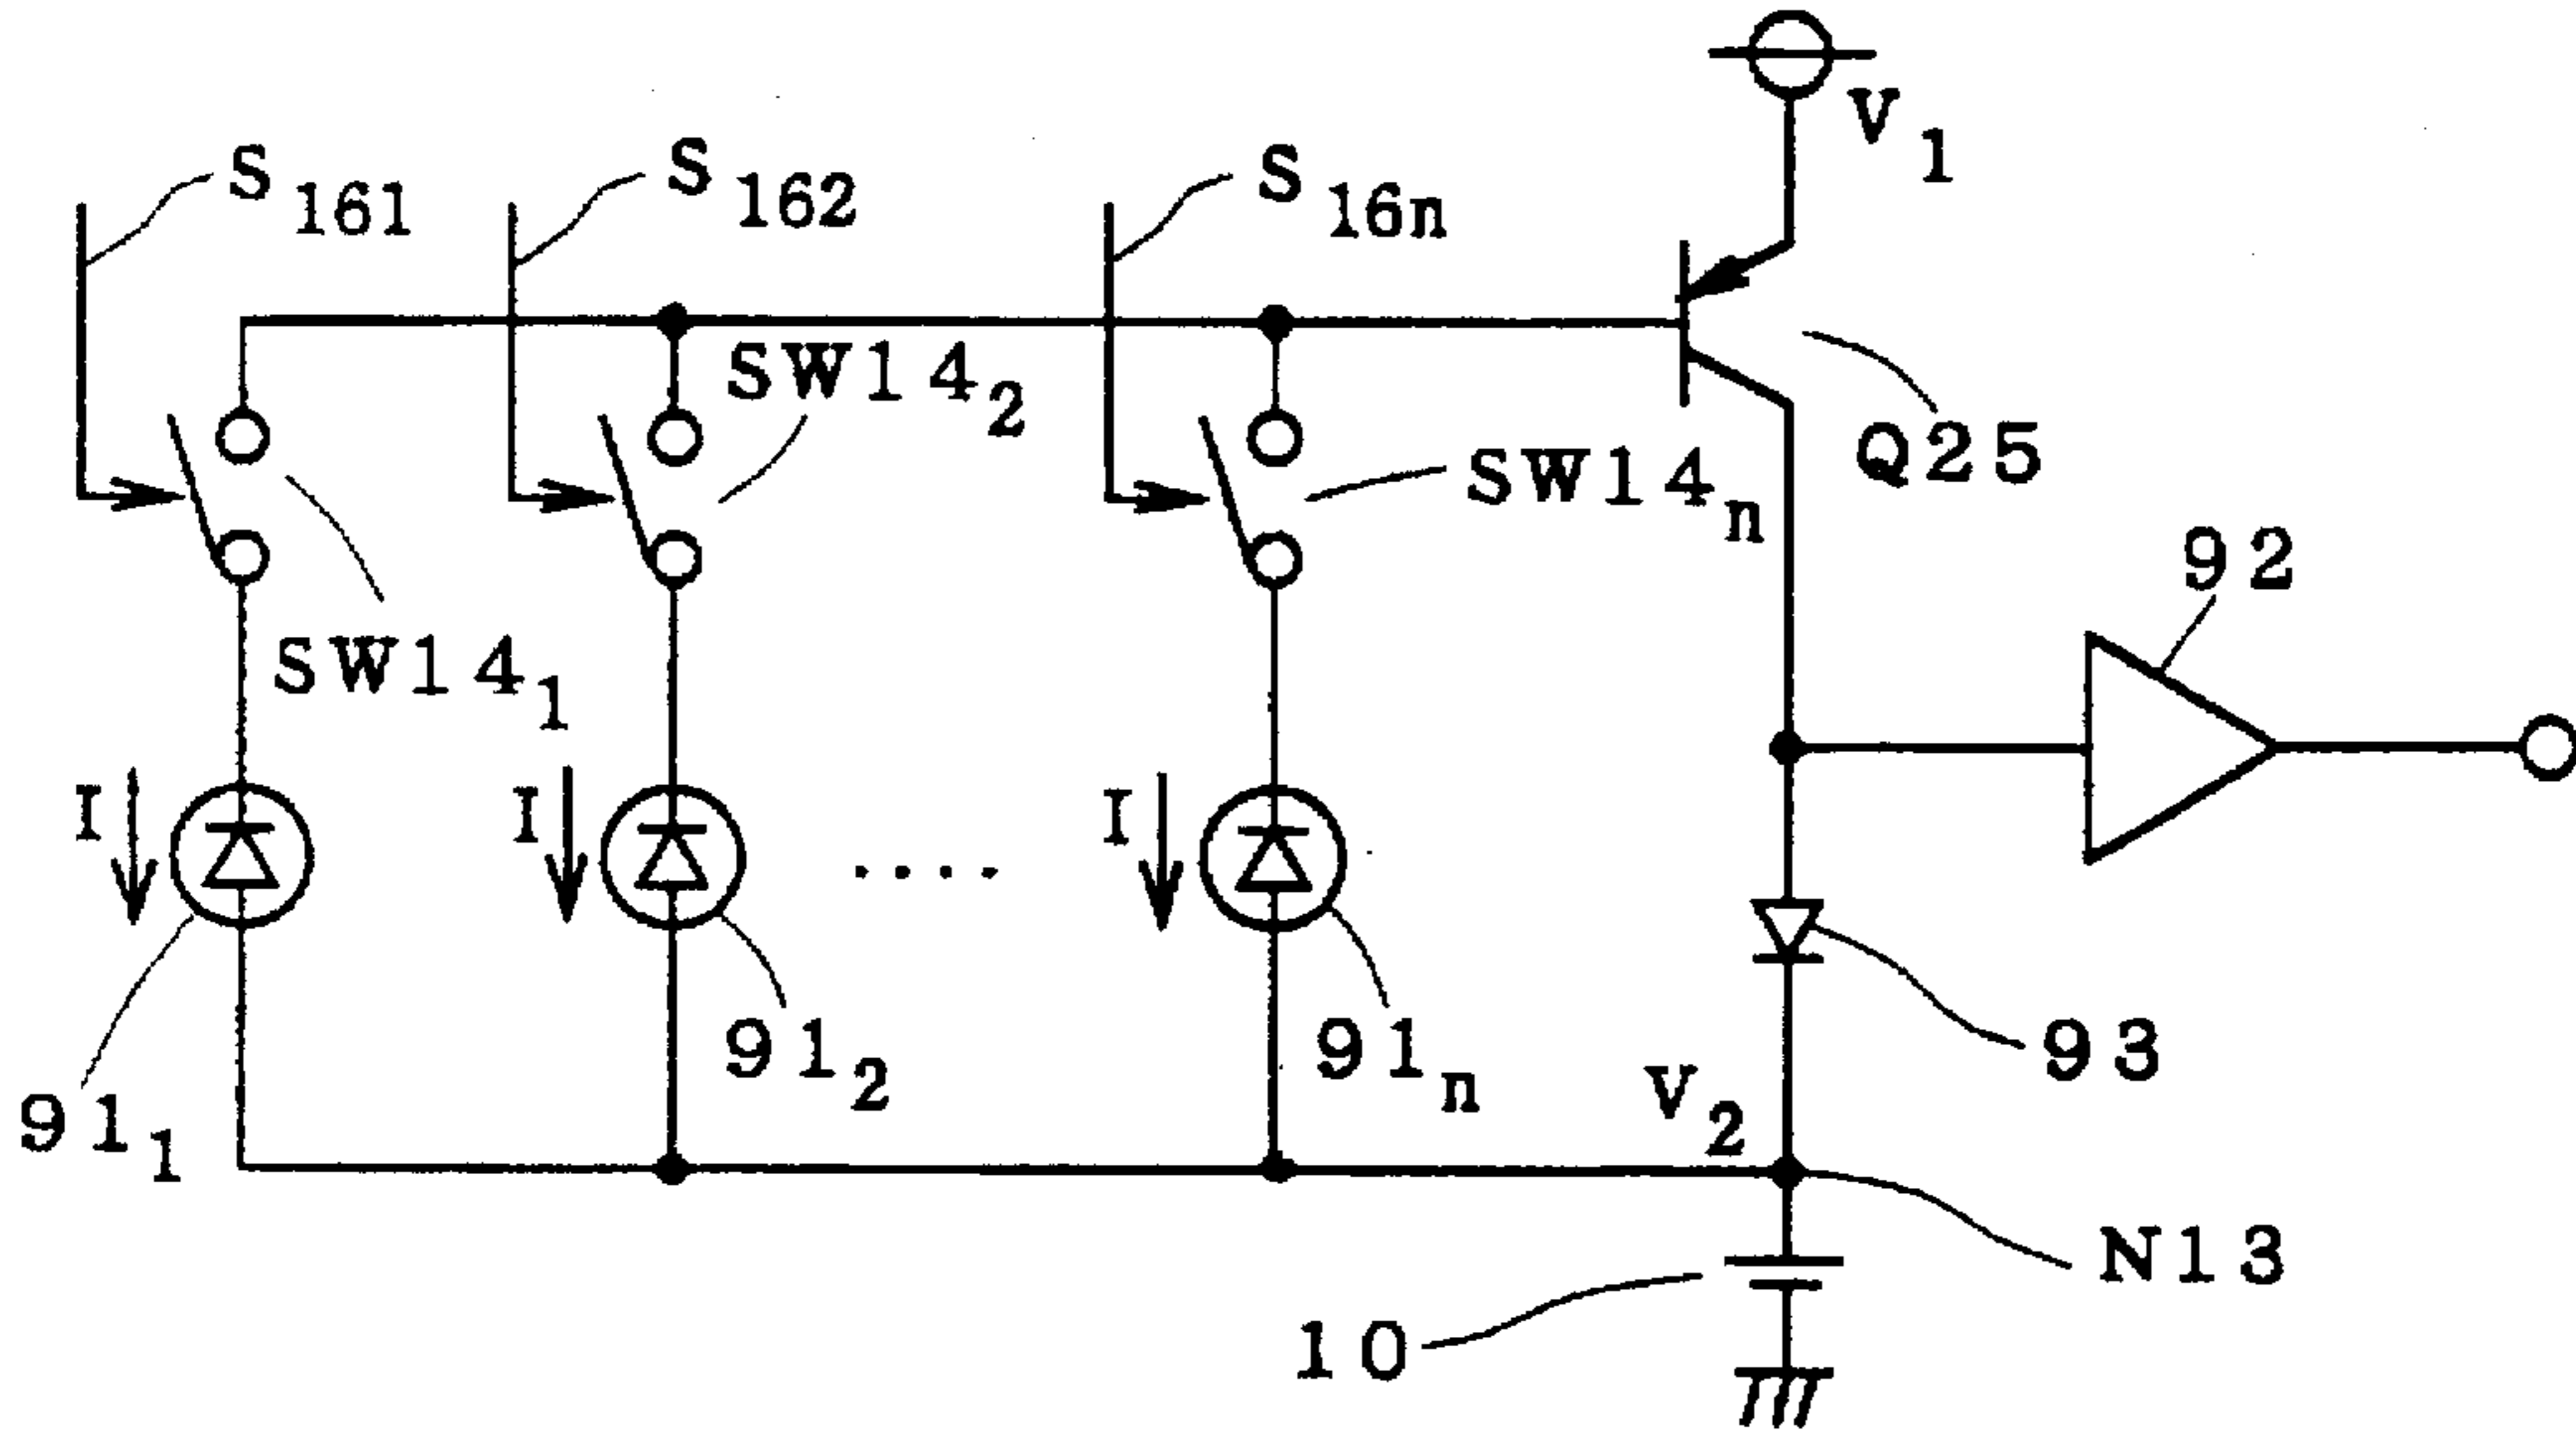 V₁
S₁₆₁
S₁₆₂
S₁₆ₙ
SW14₂
SW14ₙ
Q25
92
SW14₁
I
I
I
91₁
91₂
91ₙ
93
V₂
N13
10